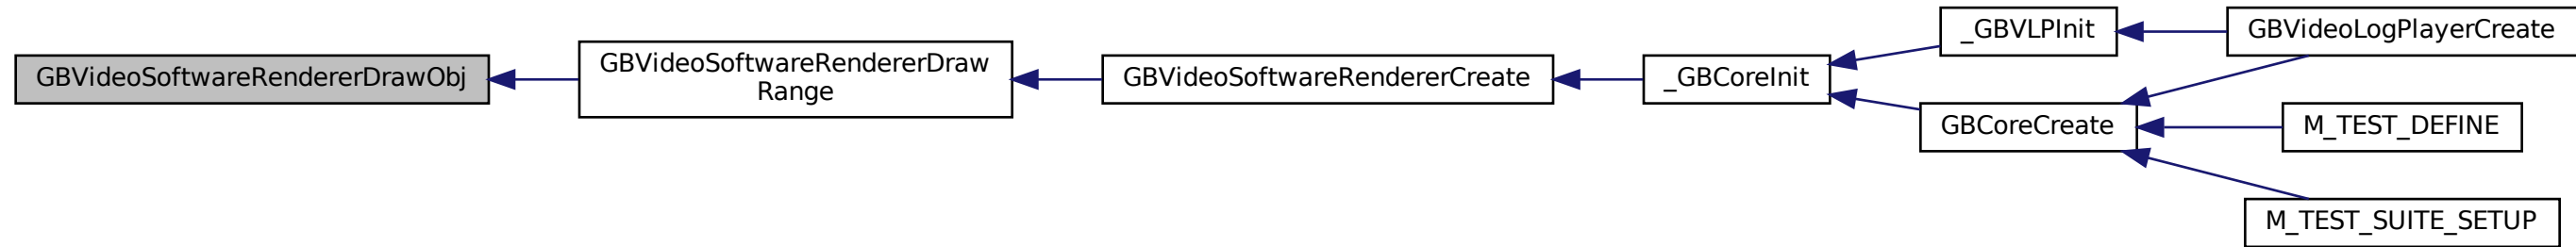 GBVideoSoftwareRendererDrawObj
GBVideoSoftwareRendererDraw
Range
GBVideoSoftwareRendererCreate
_GBCoreInit
_GBVLPInit
GBVideoLogPlayerCreate
GBCoreCreate
M_TEST_DEFINE
M_TEST_SUITE_SETUP